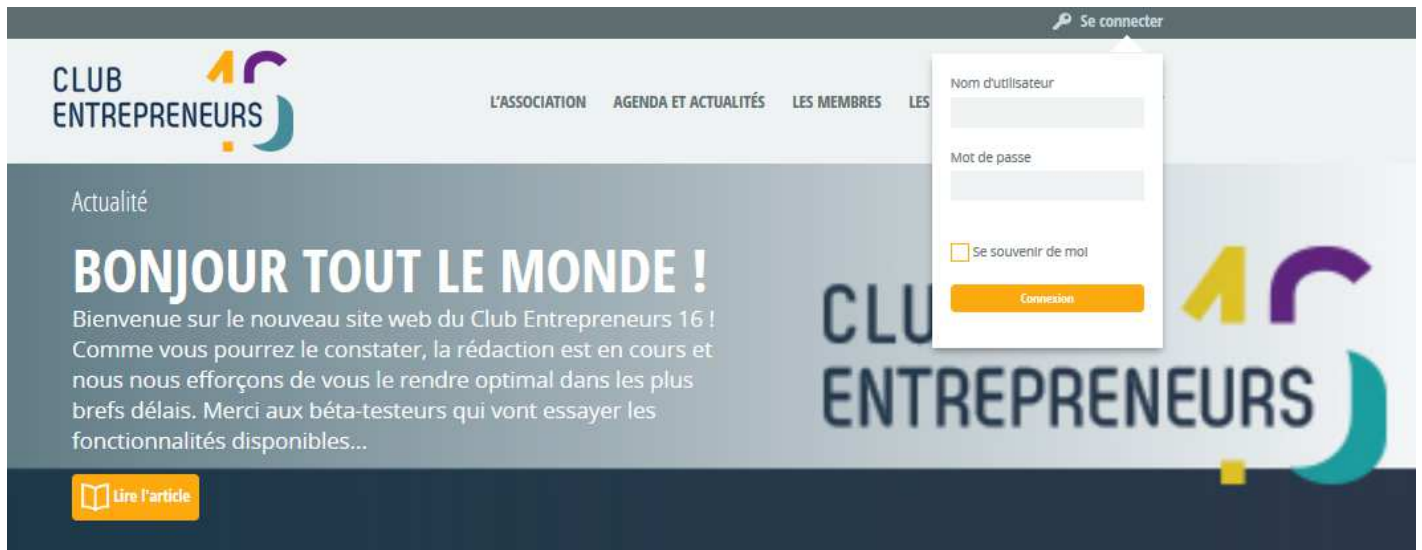 Se connecter
CLUB
ENTREPRENEURS
16
L'ASSOCIATION AGENDA ET ACTUALITÉS LES MEMBRES LES
Nom d'utilisateur
Mot de passe
Se souvenir de moi
Connexion
Actualité
BONJOUR TOUT LE MONDE !
Bienvenue sur le nouveau site web du Club Entrepreneurs 16 !
Comme vous pourrez le constater, la rédaction est en cours et
nous nous efforçons de vous le rendre optimal dans les plus
brefs délais. Merci aux béta-testeurs qui vont essayer les
fonctionnalités disponibles...
Lire l'article
CLU
ENTREPRENEURS
16